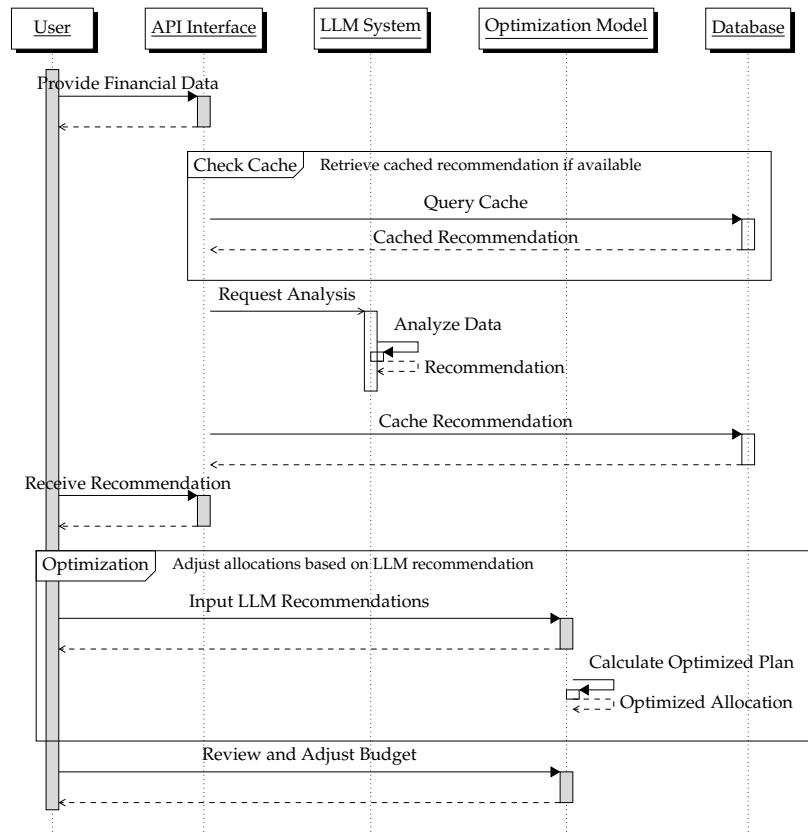 User API Interface LLM System Optimization Model Database
Provide Financial Data
Check Cache Retrieve cached recommendation if available
Query Cache
Cached Recommendation
Request Analysis
Analyze Data
Recommendation
Cache Recommendation
Receive Recommendation
Optimization Adjust allocations based on LLM recommendation
Input LLM Recommendations
Calculate Optimized Plan
Optimized Allocation
Review and Adjust Budget